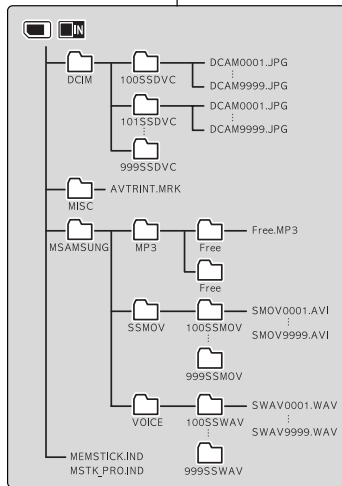 IN
DCAM0001.JPG
DCAM9999.JPG
DCIM 100SSDVC
DCAM0001.JPG
DCAM9999.JPG
101SSDVC
999SSDVC
AVTRINT.MRK
MISC
Free.MP3
MSAMSUNG MP3 Free
Free
SMOV0001.AVI
SSMOV 100SSMOV
SMOV9999.AVI
999SSMOV
SWAV0001.WAV
VOICE 100SSWAV
SWAV9999.WAV
MEMSTICK.IND
MSTK_PRO.IND 999SSWAV